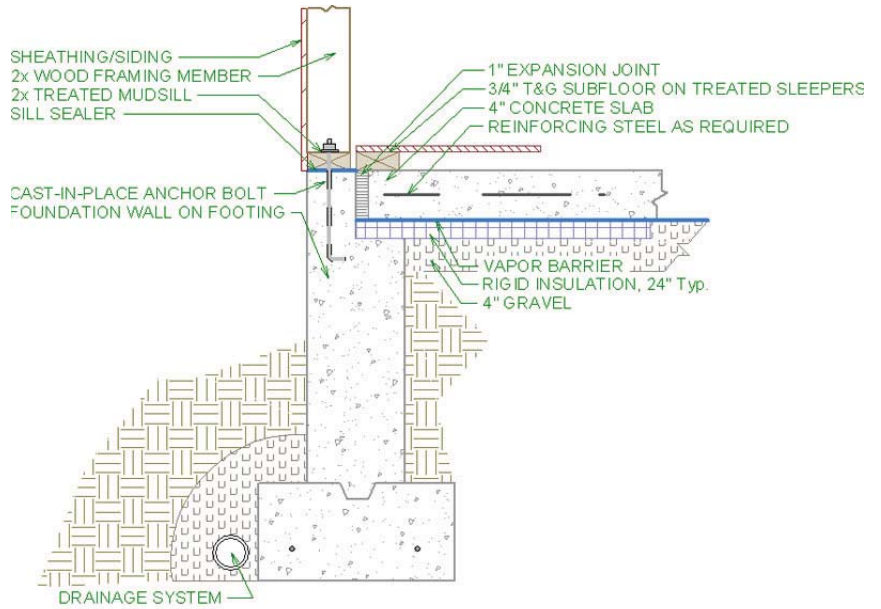 SHEATHING/SIDING
2x WOOD FRAMING MEMBER
2x TREATED MUDSILL
SILL SEALER
1" EXPANSION JOINT
3/4" T&G SUBFLOOR ON TREATED SLEEPERS
4" CONCRETE SLAB
REINFORCING STEEL AS REQUIRED
CAST-IN-PLACE ANCHOR BOLT
FOUNDATION WALL ON FOOTING
VAPOR BARRIER
RIGID INSULATION, 24" Typ.
4" GRAVEL
DRAINAGE SYSTEM